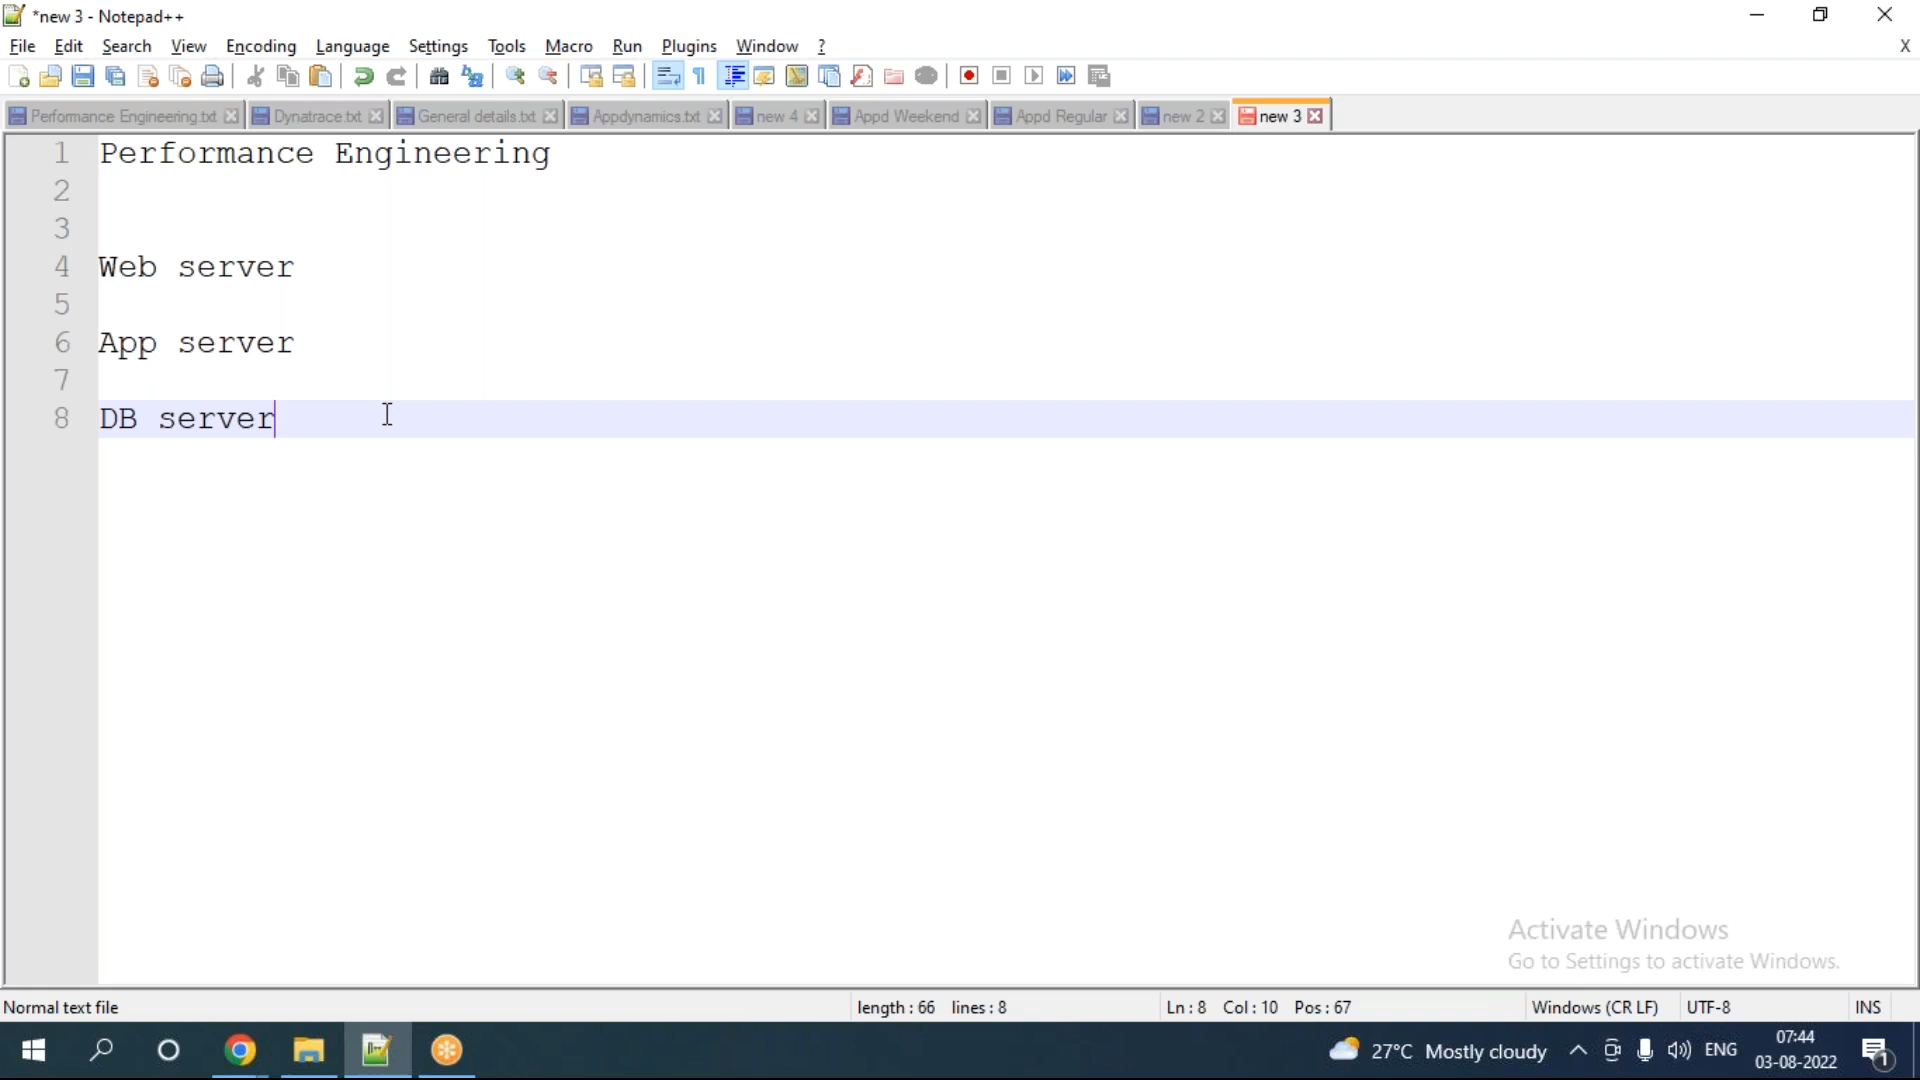 *new 3 - Notepad++
File Edit Search View Encoding Language Settings Tools Macro Run Plugins Window ? X
Performance Engineering.txt Dynatrace.txt General details.txt Appdynamics.txt new 4 Appd Weekend Appd Regular new 2 new 3
1 Performance Engineering
2
3
4 Web server
5
6 App server
7
8 DB server
Activate Windows
Go to Settings to activate Windows.
Normal text file length : 66 lines : 8 Ln : 8 Col : 10 Pos : 67 Windows (CR LF) UTF-8 INS
27°C Mostly cloudy ENG 07:44
03-08-2022 1